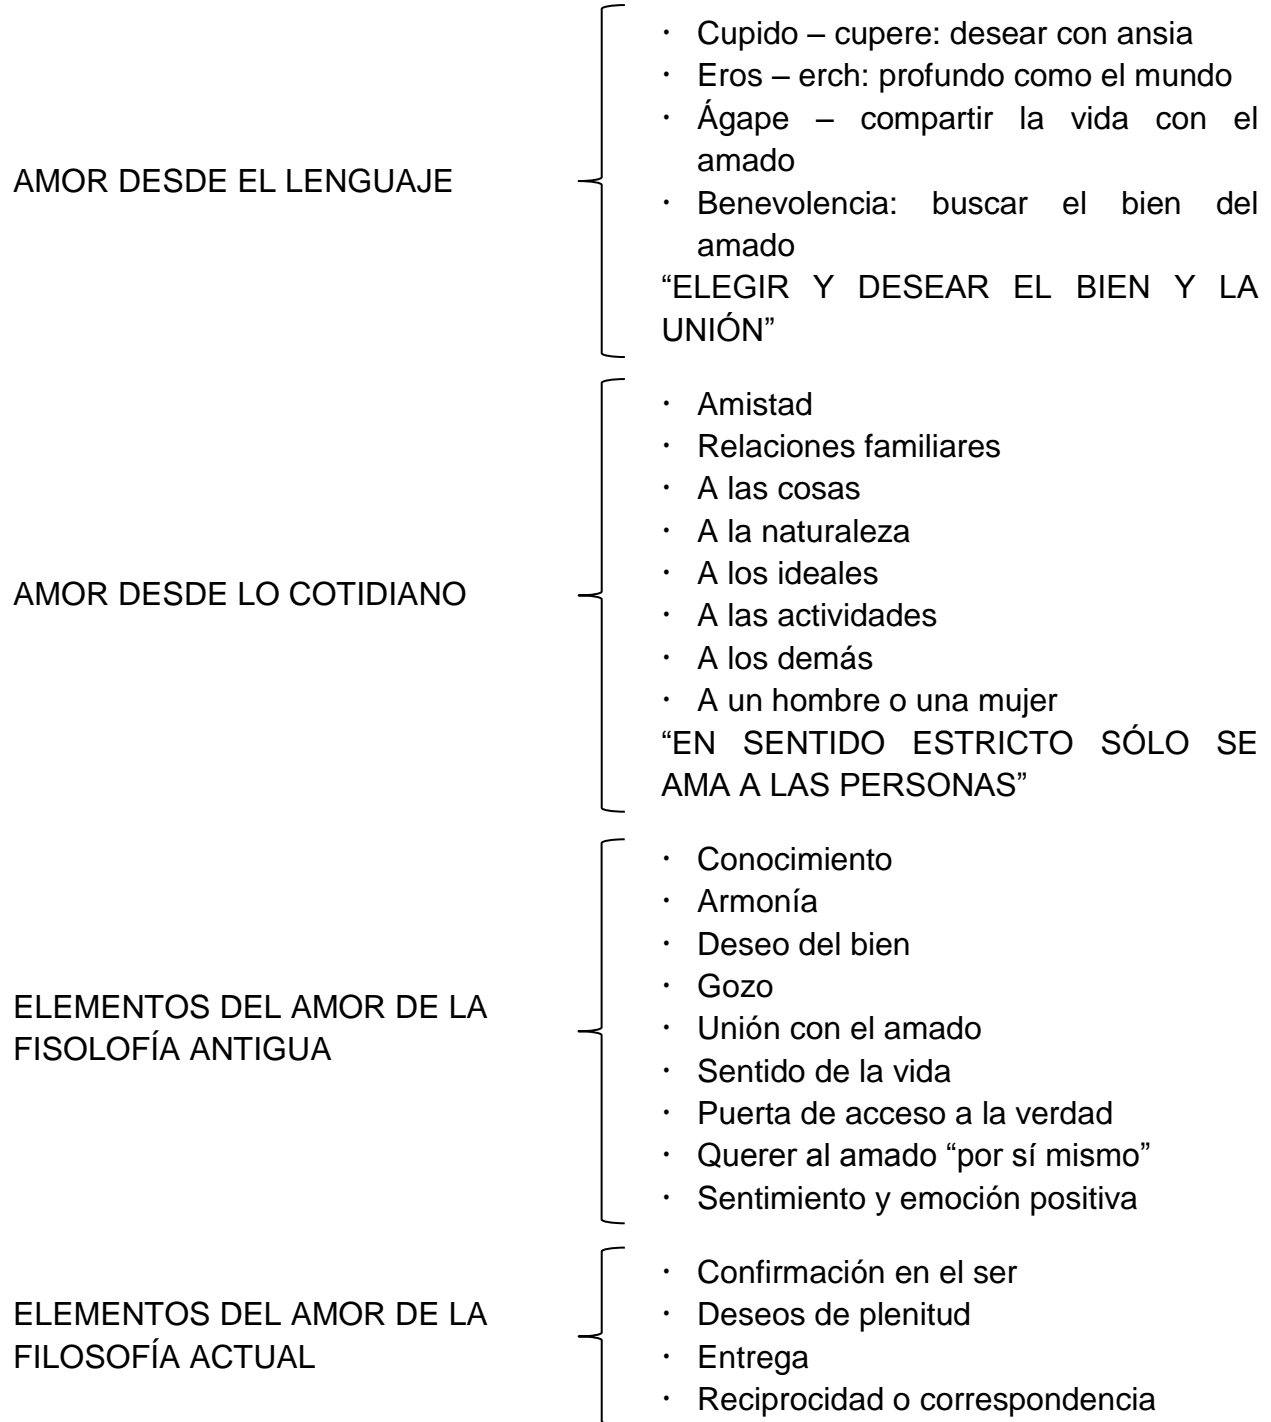 AMOR DESDE EL LENGUAJE
· Cupido – cupere: desear con ansia
· Eros – erch: profundo como el mundo
· Ágape – compartir la vida con el
amado
· Benevolencia: buscar el bien del
amado
“ELEGIR Y DESEAR EL BIEN Y LA
UNIÓN”
AMOR DESDE LO COTIDIANO
· Amistad
· Relaciones familiares
· A las cosas
· A la naturaleza
· A los ideales
· A las actividades
· A los demás
· A un hombre o una mujer
“EN SENTIDO ESTRICTO SÓLO SE
AMA A LAS PERSONAS”
ELEMENTOS DEL AMOR DE LA
FISOLOFÍA ANTIGUA
· Conocimiento
· Armonía
· Deseo del bien
· Gozo
· Unión con el amado
· Sentido de la vida
· Puerta de acceso a la verdad
· Querer al amado “por sí mismo”
· Sentimiento y emoción positiva
ELEMENTOS DEL AMOR DE LA
FILOSOFÍA ACTUAL
· Confirmación en el ser
· Deseos de plenitud
· Entrega
· Reciprocidad o correspondencia